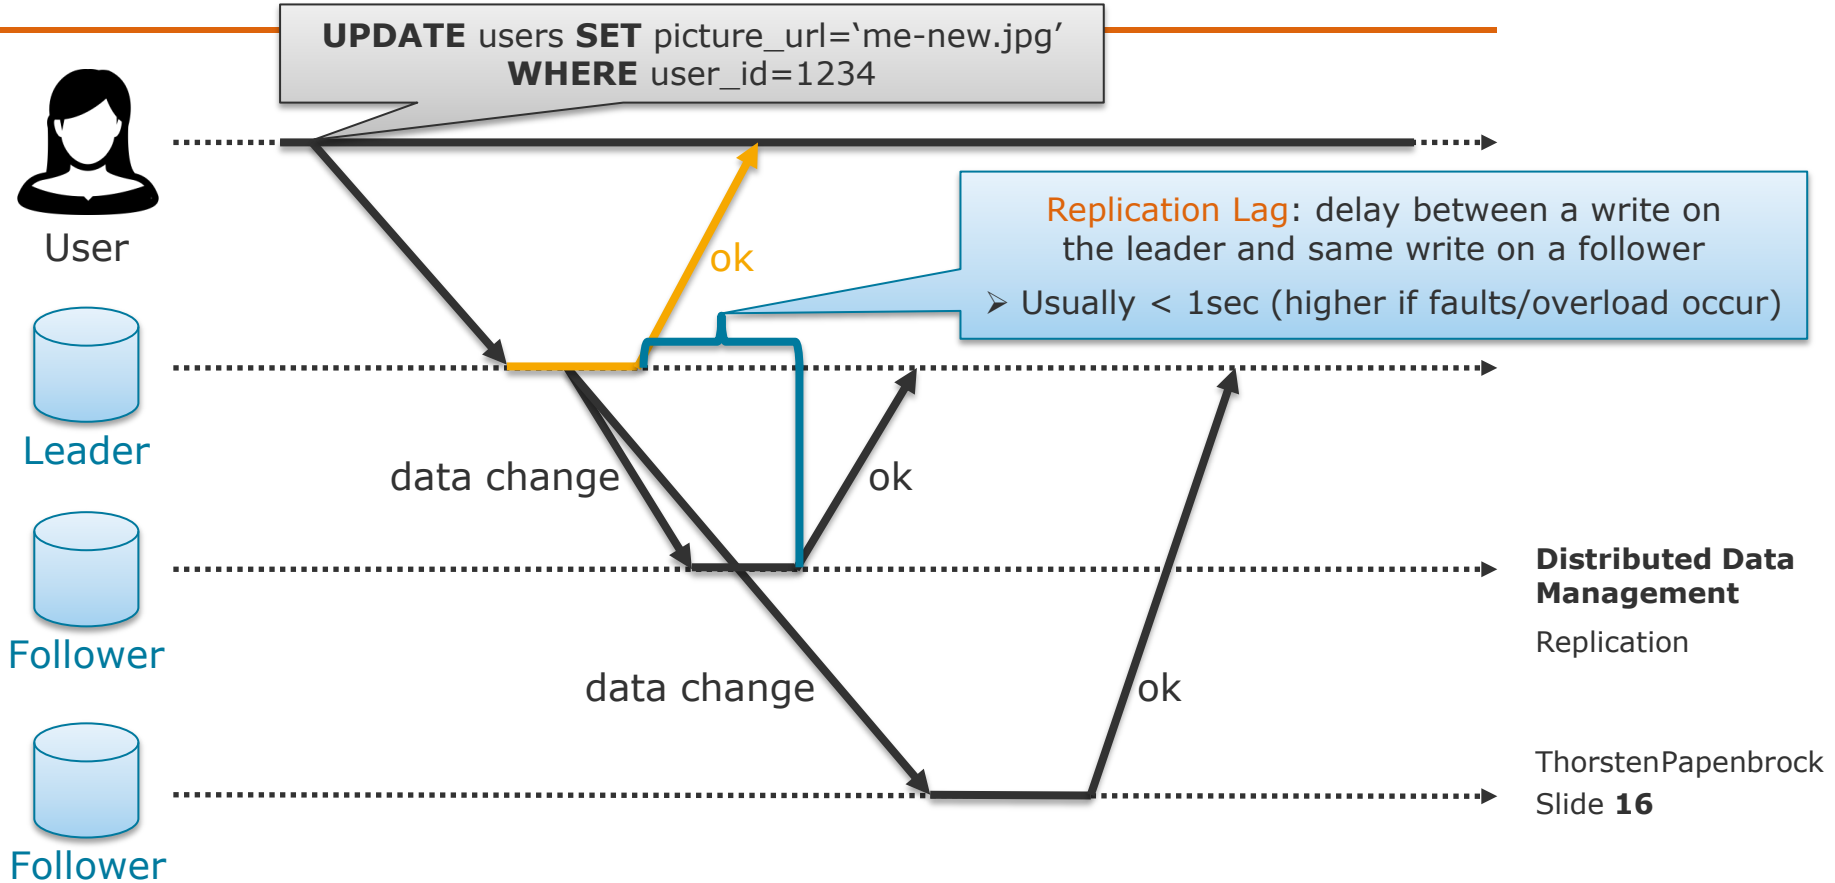 UPDATE users SET picture_url=‘me-new.jpg’
WHERE user_id=1234
User
ok
Replication Lag: delay between a write on
the leader and same write on a follower
➢ Usually < 1sec (higher if faults/overload occur)
Leader
data change
ok
Follower
Distributed Data
Management
Replication
data change
ok
ThorstenPapenbrock
Slide 16
Follower